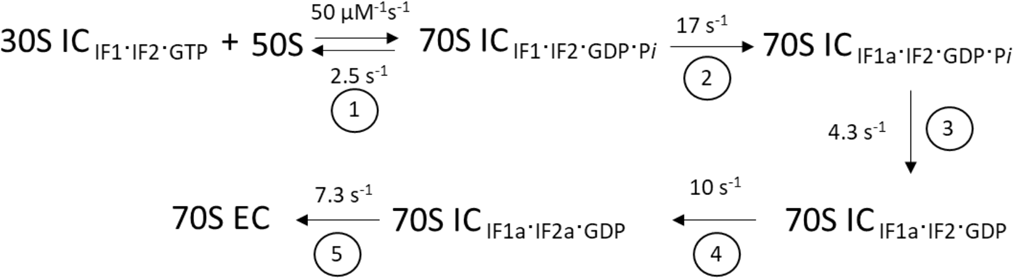 50 µM⁻¹s⁻¹ 17 s⁻¹
30S IC IF1·IF2·GTP + 50S 70S IC IF1·IF2·GDP·Pi 70S IC IF1a·IF2·GDP·Pi
2.5 s⁻¹ 2
1
4.3 s⁻¹ 3
7.3 s⁻¹ 10 s⁻¹
70S EC 70S IC IF1a·IF2a·GDP 70S IC IF1a·IF2·GDP
5 4